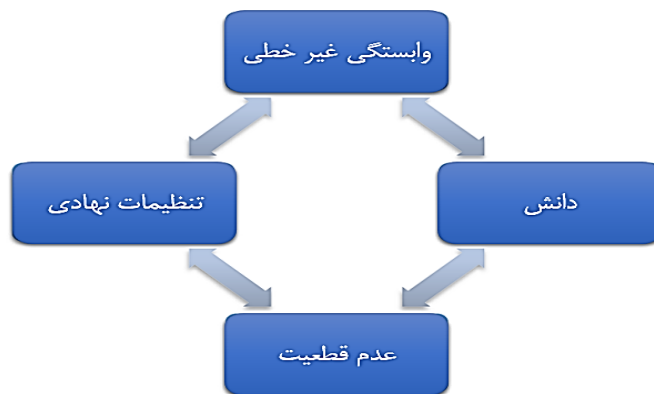 وابستگی غیر خطی
دانش
تنظیمات نهادی
عدم قطعیت